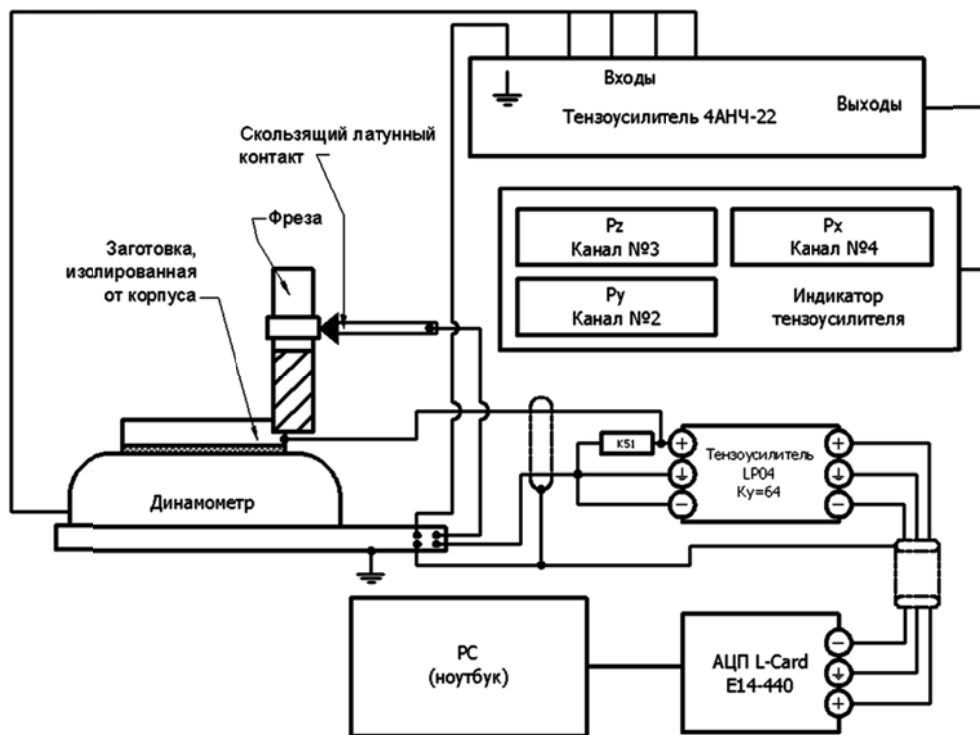 Входы
Тензоусилитель 4АНЧ-22
Выходы
Скользящий латунный
контакт
Фреза
Заготовка,
изолированная
от корпуса
Pz
Канал №3
Px
Канал №4
Py
Канал №2
Индикатор
тензоусилителя
К51
Тензоусилитель
LP04
Ку=64
Динамометр
PC
(ноутбук)
АЦП L-Card
E14-440